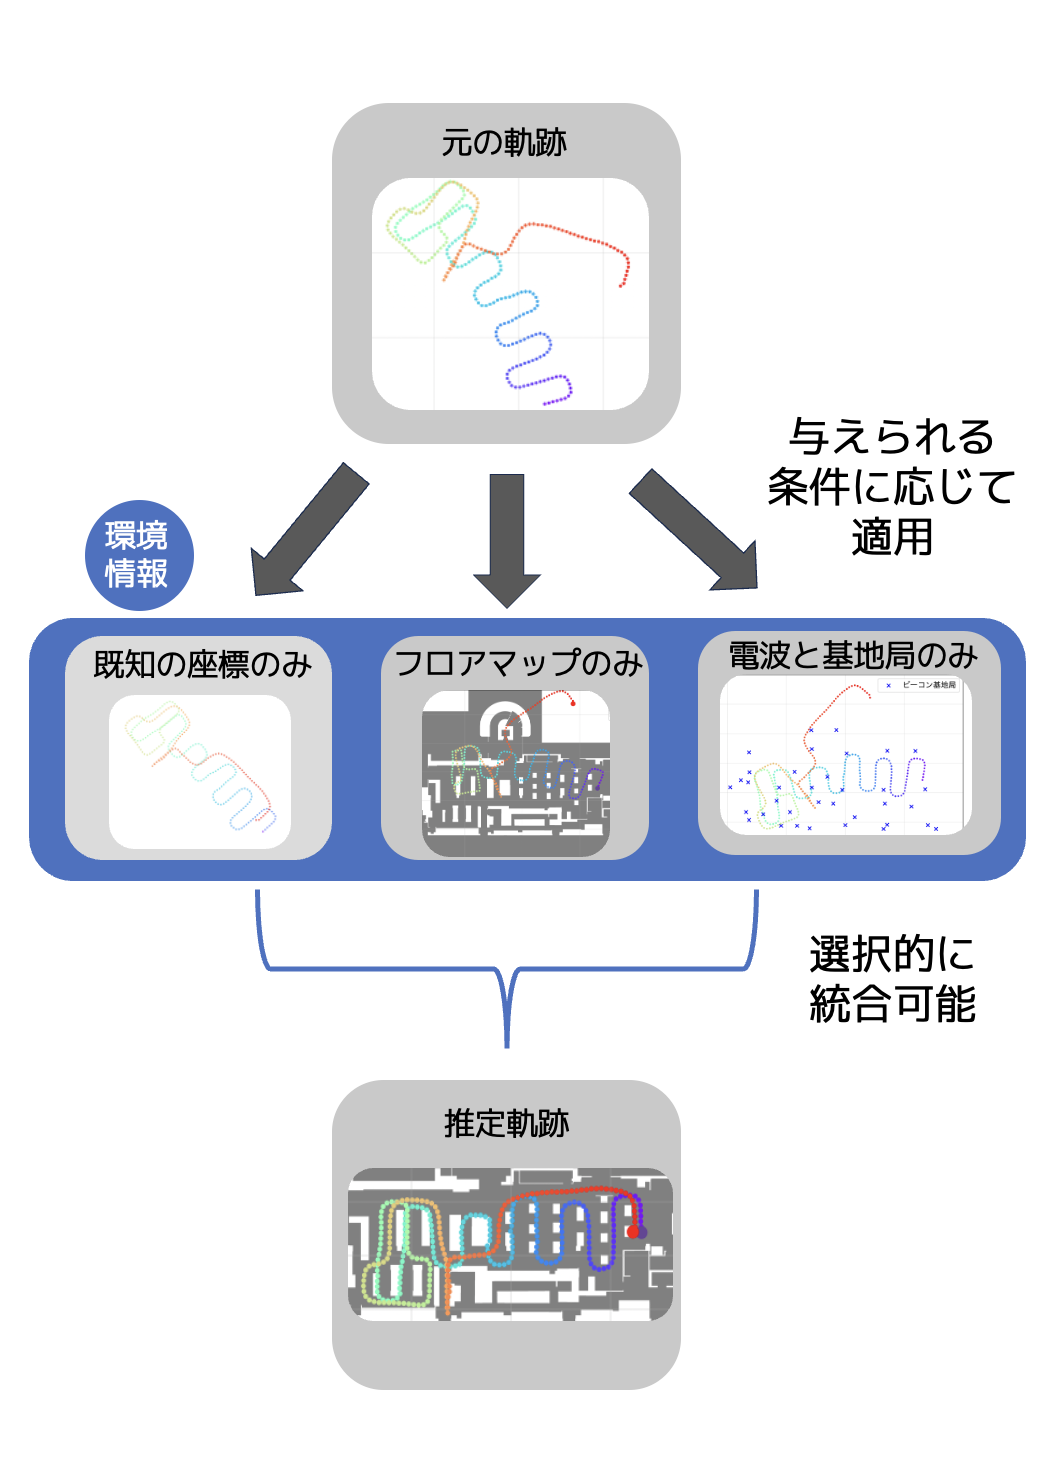 元の軌跡
与えられる
条件に応じて
適用
環境
情報
既知の座標のみ
フロアマップのみ
電波と基地局のみ
ビーコン基地局
選択的に
統合可能
推定軌跡